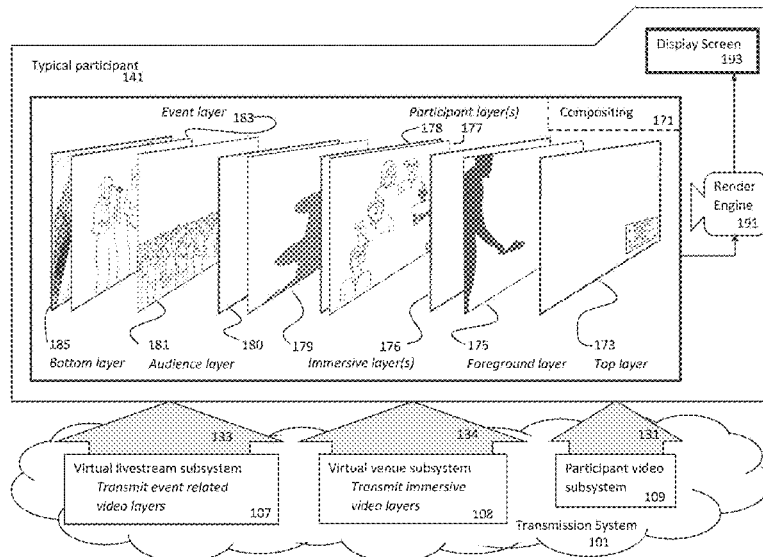 Typical participant
141
Display Screen
193
Event layer
183
Participant layer(s)
178
177
Compositing
171
Render
Engine
191
185
Bottom layer
181
Audience layer
180
179
176
Immersive layer(s)
175
Foreground layer
173
Top layer
133
134
131
Virtual livestream subsystem
Transmit event related
video layers
107
Virtual venue subsystem
Transmit immersive
video layers
108
Participant video
subsystem
109
Transmission System
101